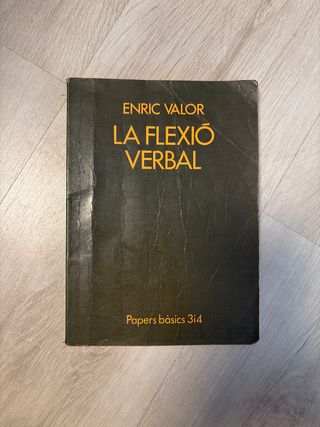 ENRIC VALOR
LA FLEXIÓ
VERBAL
Papers bàsics 3i4